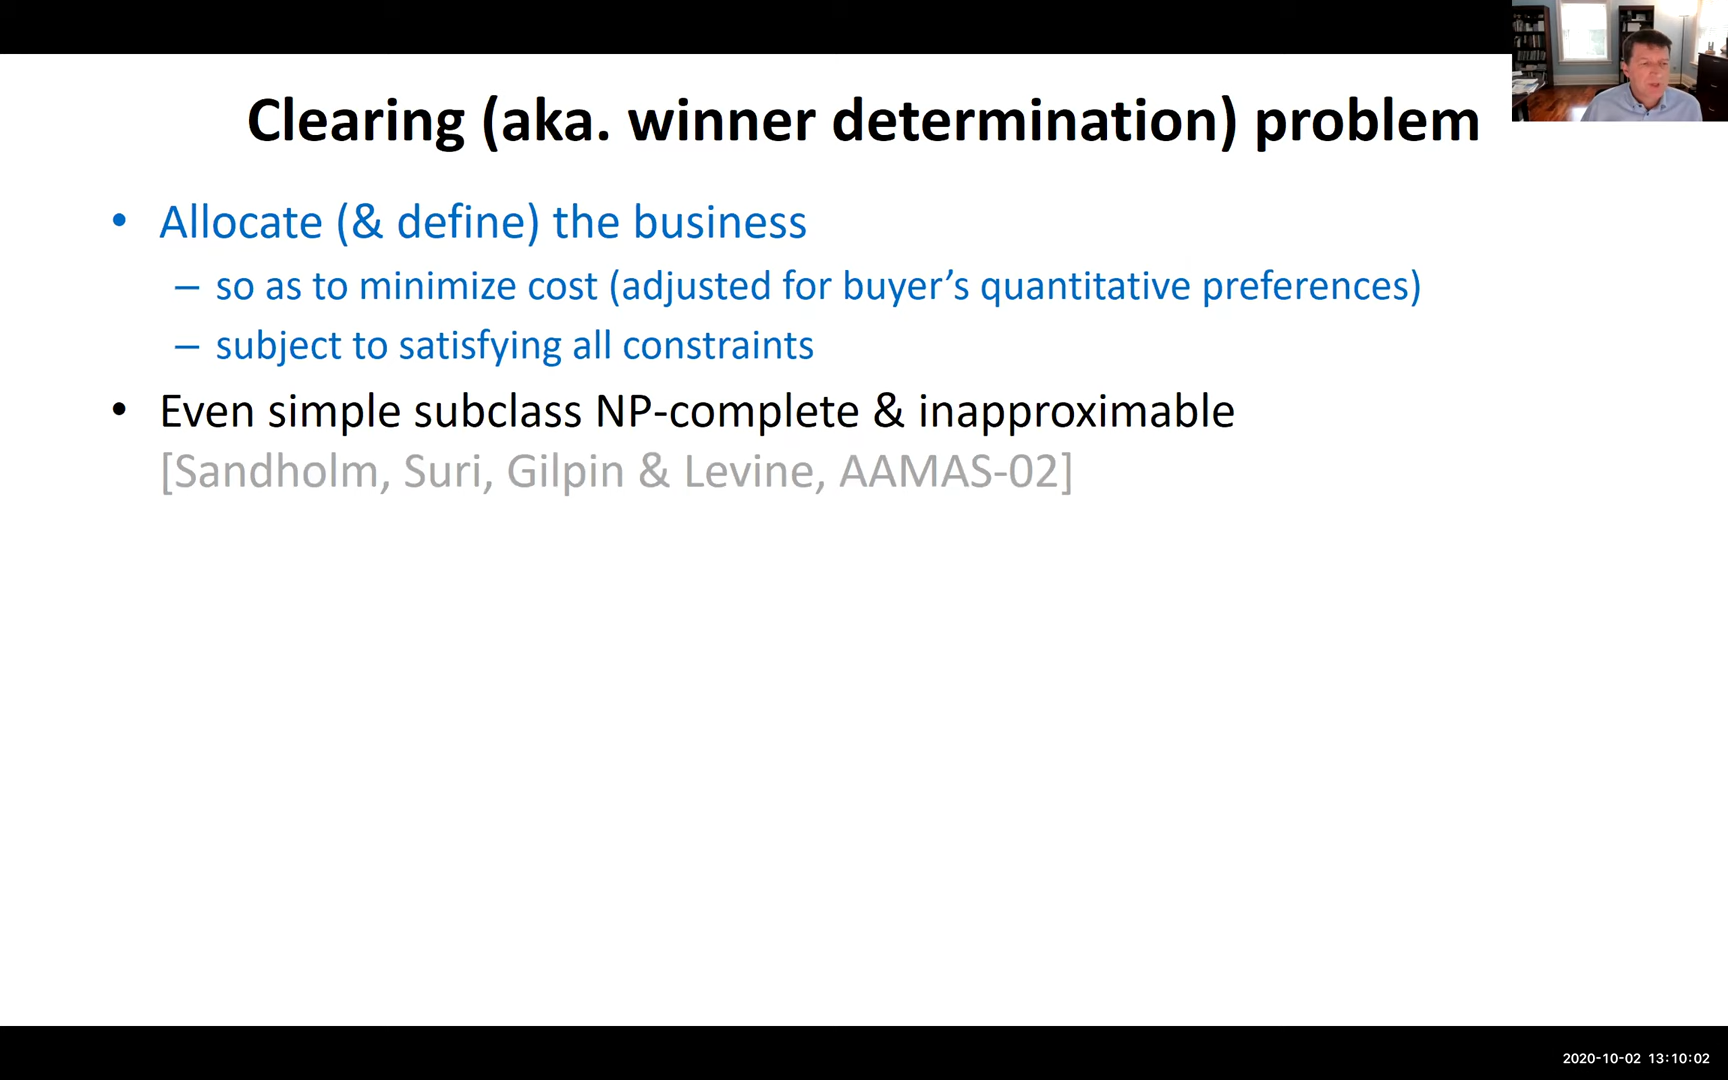 Clearing (aka. winner determination) problem
• Allocate (& define) the business
– so as to minimize cost (adjusted for buyer’s quantitative preferences)
– subject to satisfying all constraints
• Even simple subclass NP-complete & inapproximable
[Sandholm, Suri, Gilpin & Levine, AAMAS-02]
2020-10-02 13:10:02